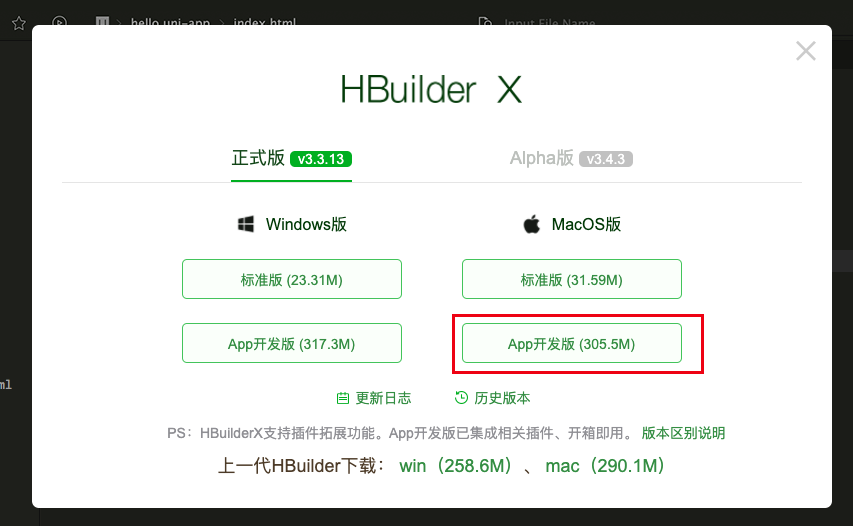 hello uni-app > index.html Input File Name
HBuilder X
正式版 v3.3.13 Alpha版 v3.4.3
Windows版 MacOS版
标准版 (23.31M) 标准版 (31.59M)
App开发版 (317.3M) App开发版 (305.5M)
ml
更新日志 历史版本
PS：HBuilderX支持插件拓展功能。App开发版已集成相关插件、开箱即用。 版本区别说明
上一代HBuilder下载： win（258.6M） 、 mac（290.1M）